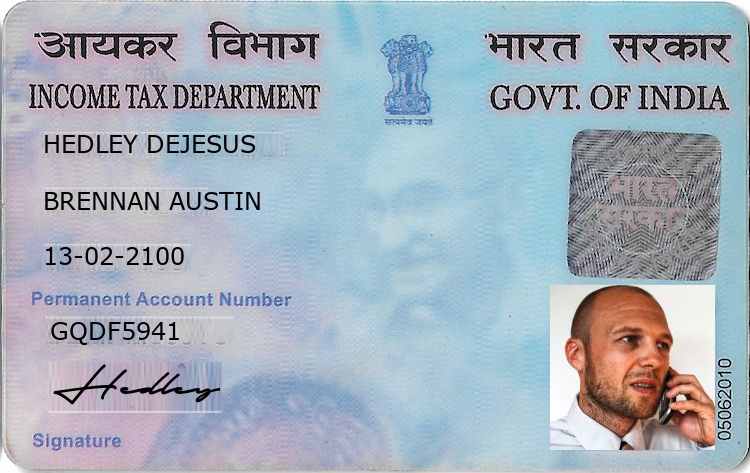 आयकर विभाग
भारत सरकार
INCOME TAX DEPARTMENT
GOVT. OF INDIA
सत्यमेव जयते
HEDLEY DEJESUS
BRENNAN AUSTIN
13-02-2100
भारत
सरकार
Permanent Account Number
GQDF5941
Hedley
Signature
05062010